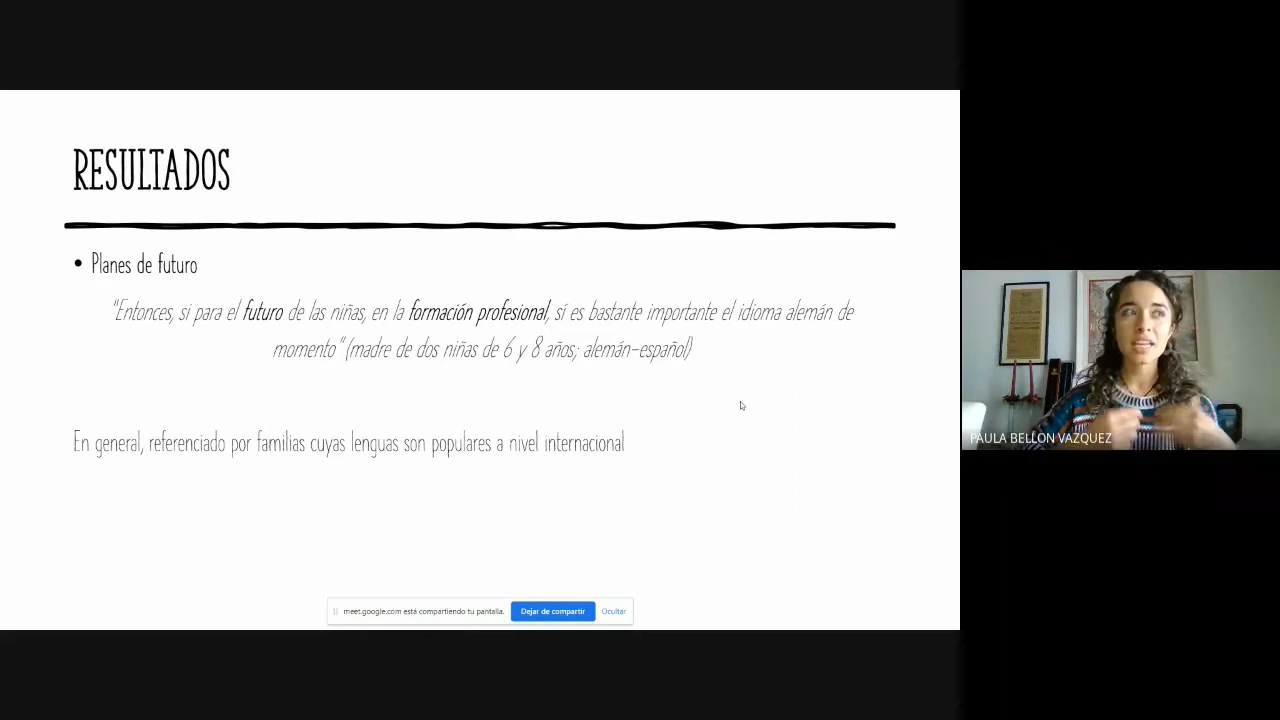 RESULTADOS
• Planes de futuro
"Entonces, si para el futuro de las niñas, en la formación profesional, sí es bastante importante el idioma alemán de
momento" (madre de dos niñas de 6 y 8 años; alemán-español)
En general, referenciado por familias cuyas lenguas son populares a nivel internacional
PAULA BELLON VAZQUEZ
meet.google.com está compartiendo tu pantalla. Dejar de compartir Ocultar